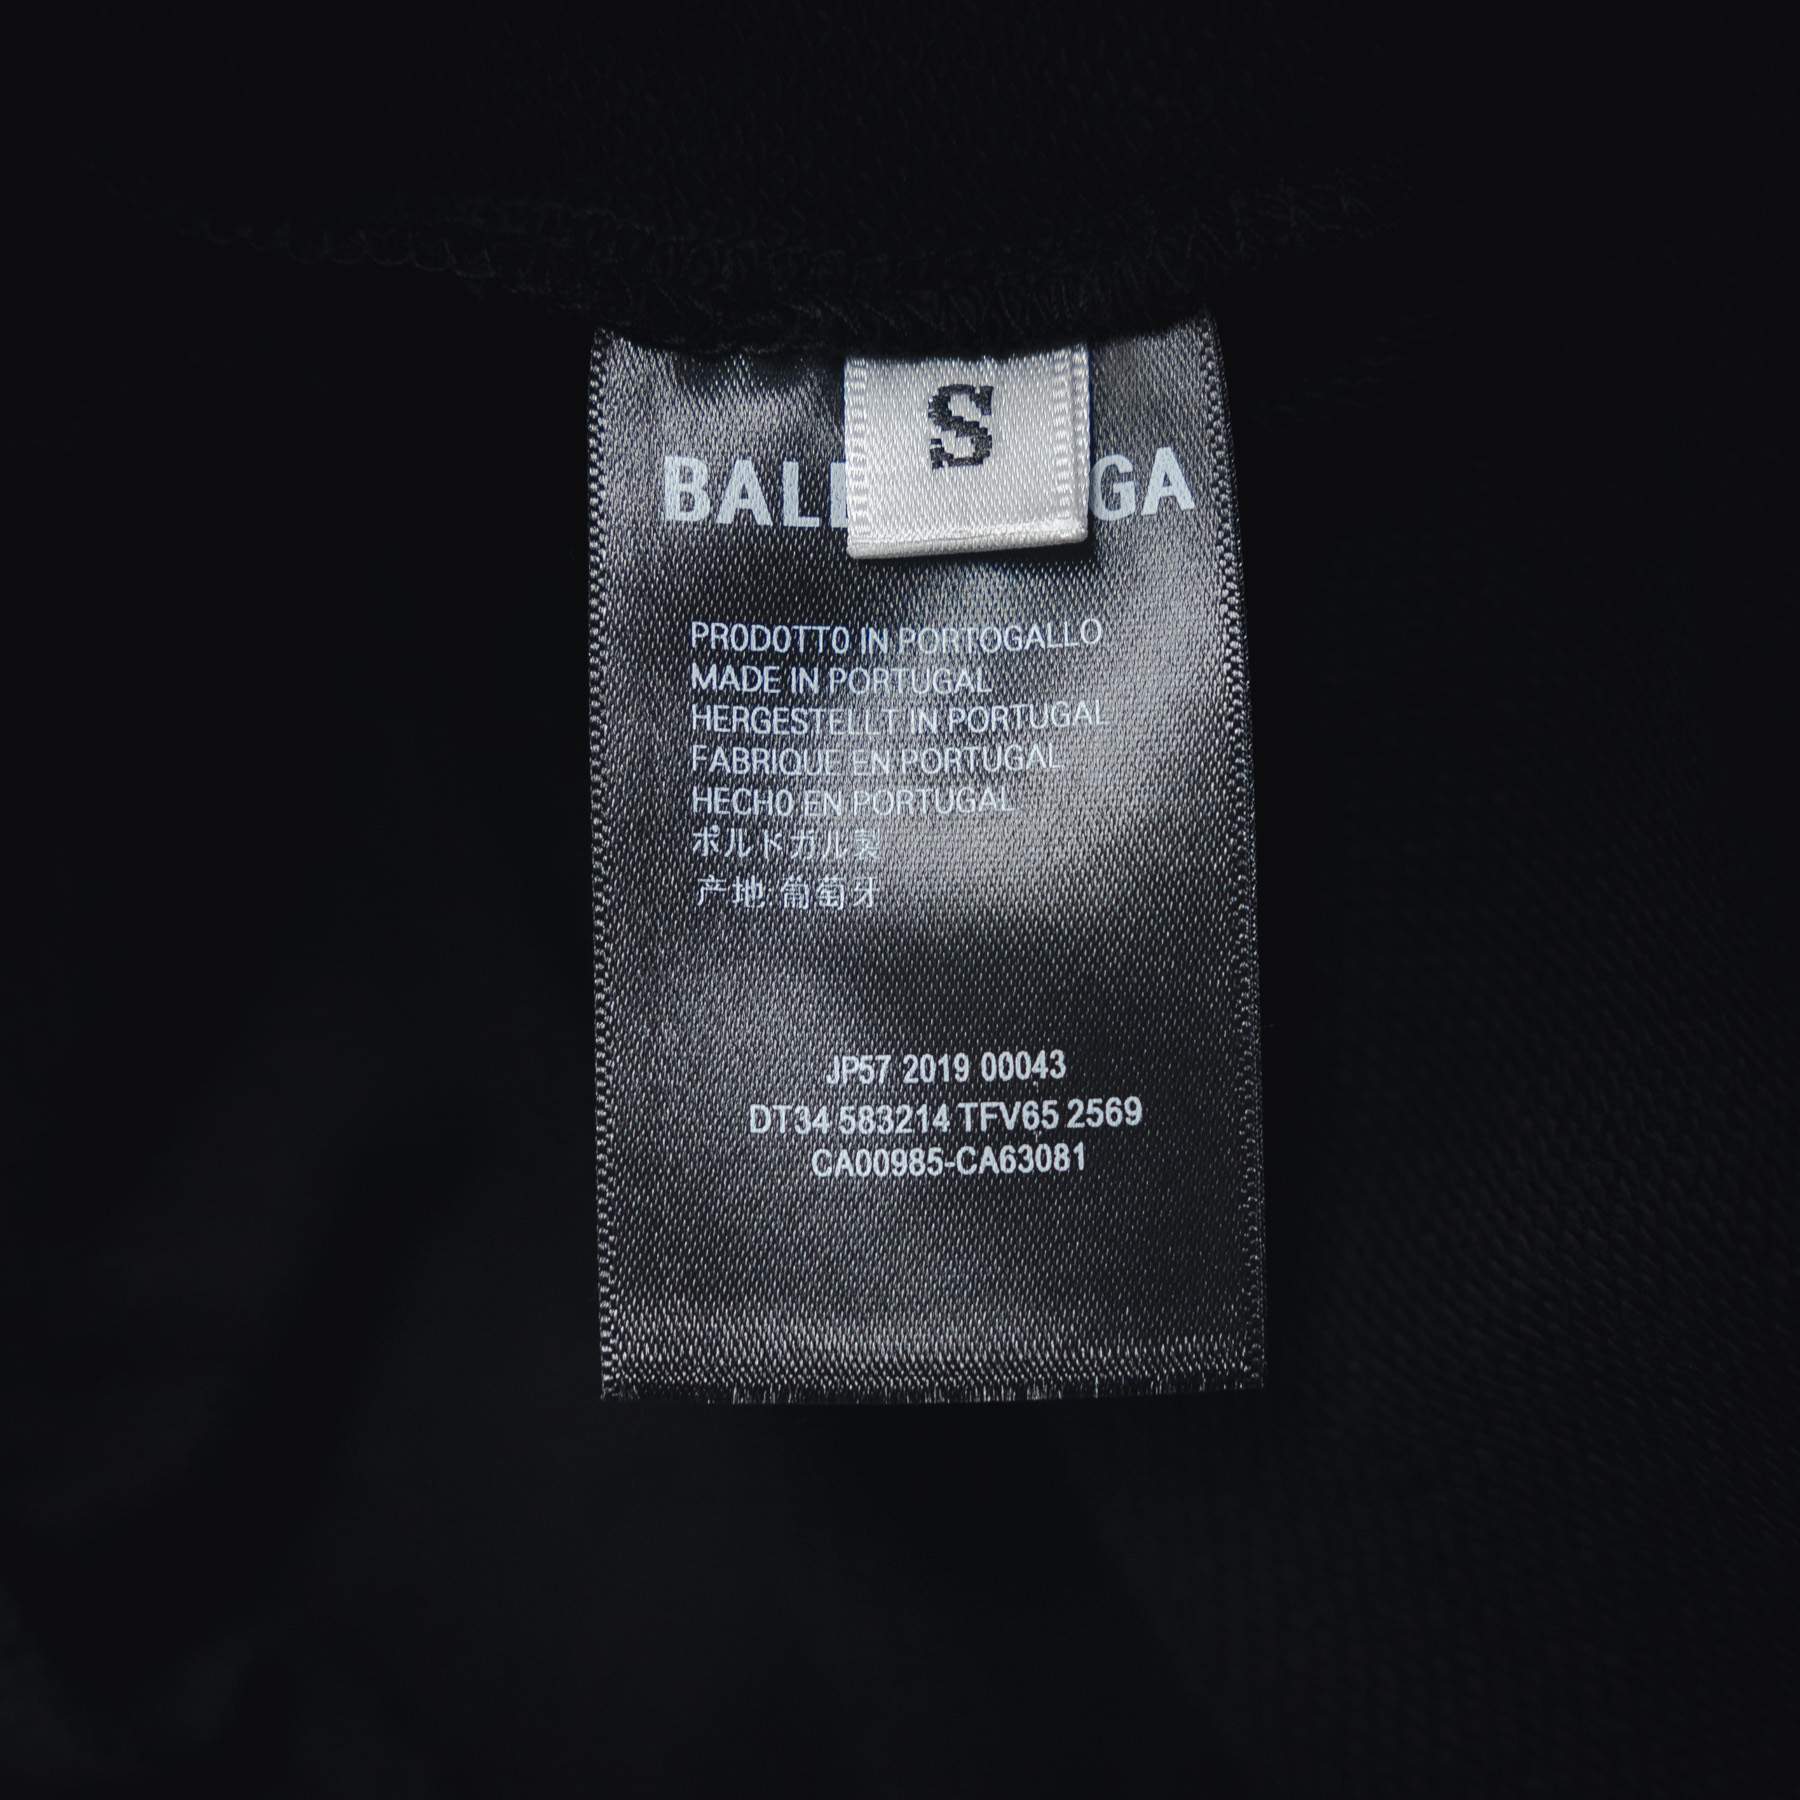 S
BALE GA
PRODOTTO IN PORTOGALLO
MADE IN PORTUGAL
HERGESTELLT IN PORTUGAL
FABRIQUE EN PORTUGAL
HECHO EN PORTUGAL
ポルトガル製
产地:葡萄牙
JP57 2019 00043
DT34 583214 TFV65 2569
CA00985-CA63081